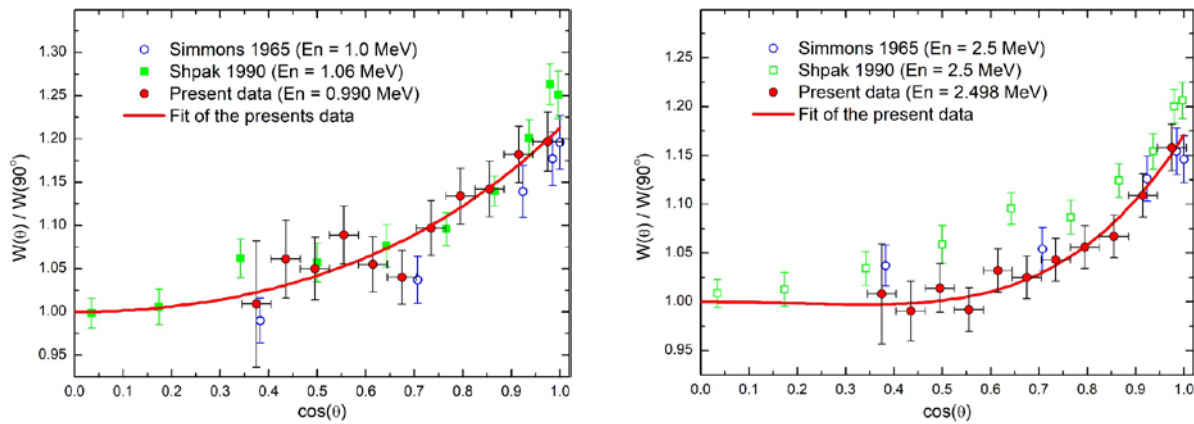 Simmons 1965 (En = 1.0 MeV)
Shpak 1990 (En = 1.06 MeV)
Present data (En = 0.990 MeV)
Fit of the presents data
W(θ) / W(90°)
1.30
1.25
1.20
1.15
1.10
1.05
1.00
0.95
0.0 0.1 0.2 0.3 0.4 0.5 0.6 0.7 0.8 0.9 1.0
cos(θ)
Simmons 1965 (En = 2.5 MeV)
Shpak 1990 (En = 2.5 MeV)
Present data (En = 2.498 MeV)
Fit of the present data
W(θ) / W(90°)
1.25
1.20
1.15
1.10
1.05
1.00
0.95
0.0 0.1 0.2 0.3 0.4 0.5 0.6 0.7 0.8 0.9 1.0
cos(θ)